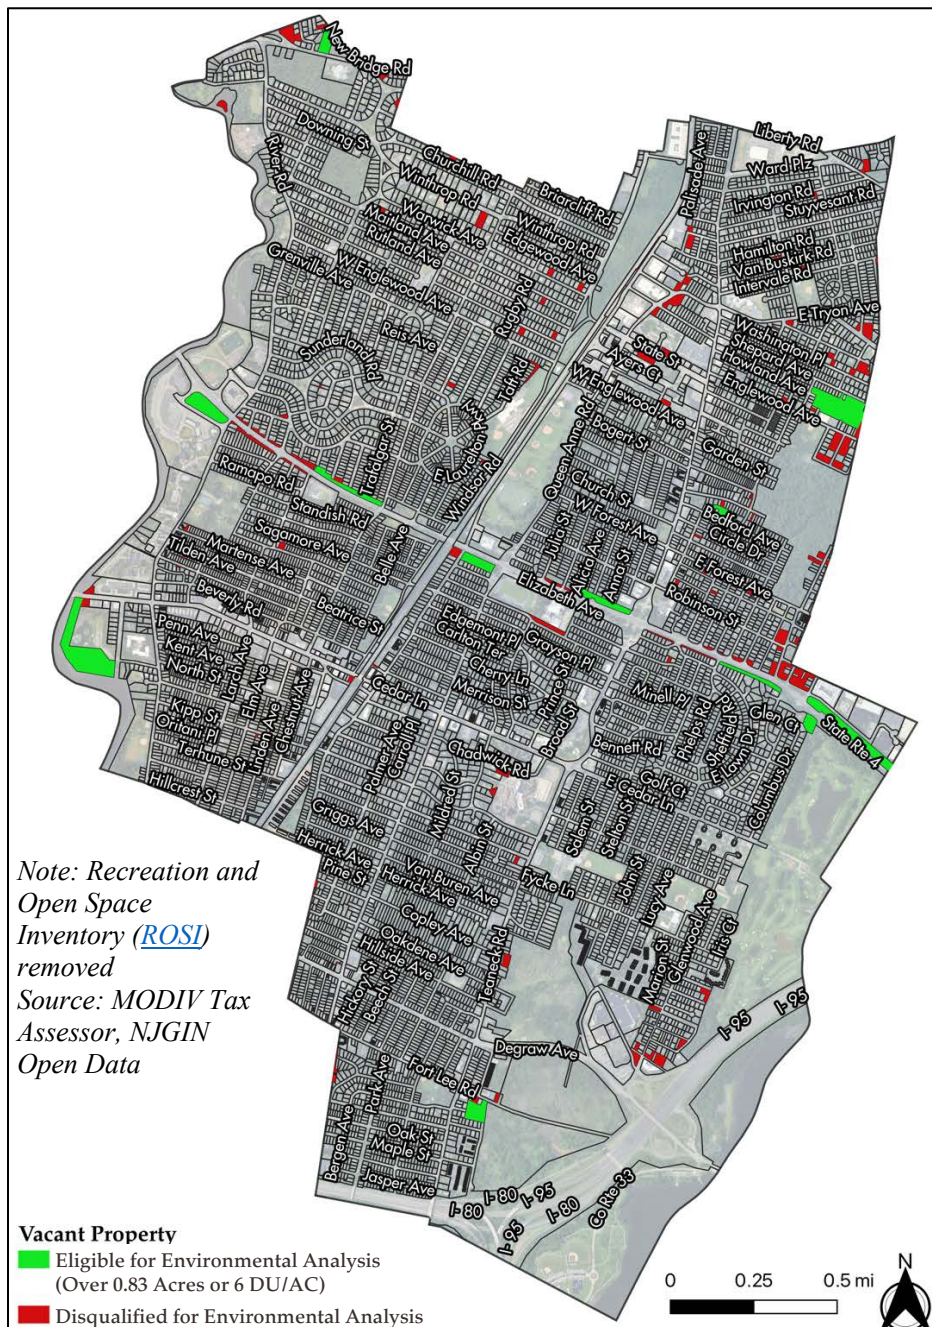 New Bridge Rd
Liberty Rd
Ward Plz
Downing St
Palisade Ave
River Rd
Churchill Rd
Irvington Rd
Winthrop Rd
Briarcliff Rd
Stuyvesant Rd
Warwick Ave
Maitland Ave
Winthrop Rd
Rutland Ave
Edgewood Ave
Hamilton Rd
Van Buskirk Rd
Grenville Ave
W Englewood Ave
Intervale Rd
Rugby Rd
E Tryon Ave
Reis Ave
Washington Pl
Sunderland Rd
State St
Shepard Ave
Ayers Ct
Howland Ave
Taft Rd
W Englewood Ave
Englewood Ave
Queen Anne Rd
Bogert St
Trafalgar St
E Laurelton Pkwy
Garden St
Windsor Rd
Ramapo Rd
Church St
Standish Rd
W Forest Ave
Bedford Ave
Sagamore Ave
Belle Ave
Julia St
Circle Dr
Martense Ave
Alicia Ave
Anna St
Tilden Ave
E Forest Ave
Elizabeth Ave
Robinson St
Beverly Rd
Beatrice St
Edgemont Pl
Penn Ave
Carlton Ter
Grayson Pl
Kent Ave
North St
Larch Ave
Cherry Ln
Elm Ave
Cedar Ln
Merrison St
Minell Pl
Glen Ct
Kipp St
Linden Ave
Chestnut Ave
Broad St
Phelps Rd
State Rte 4
Orlant Pl
Palmer Ave
Carrol Pl
Bennett Rd
E Lawn Dr
Terhune St
Chadwick Rd
Golf Ct
Columbus Dr
Hillcrest St
E Cedar Ln
Mildred St
Griggs Ave
Albin St
Salem St
Stelton St
Herrick Ave
Pine St
Van Buren Ave
Fycke Ln
John St
Herrick Ave
Lucy Ave
Copley Ave
Glenwood Ave
Iris Ct
Oakdene Ave
Teaneck Rd
Hillside Ave
Marion St
Hickory St
Beech St
I- 95
I- 95
Degraw Ave
Fort Lee Rd
Park Ave
Bergen Ave
Oak St
Maple St
Jasper Ave
I- 80
I- 80
I- 95
I- 80
I- 95
Co Rte 33
Note: Recreation and
Open Space
Inventory (ROSI)
removed
Source: MODIV Tax
Assessor, NJGIN
Open Data
Vacant Property
Eligible for Environmental Analysis
(Over 0.83 Acres or 6 DU/AC)
Disqualified for Environmental Analysis
0 0.25 0.5 mi
N